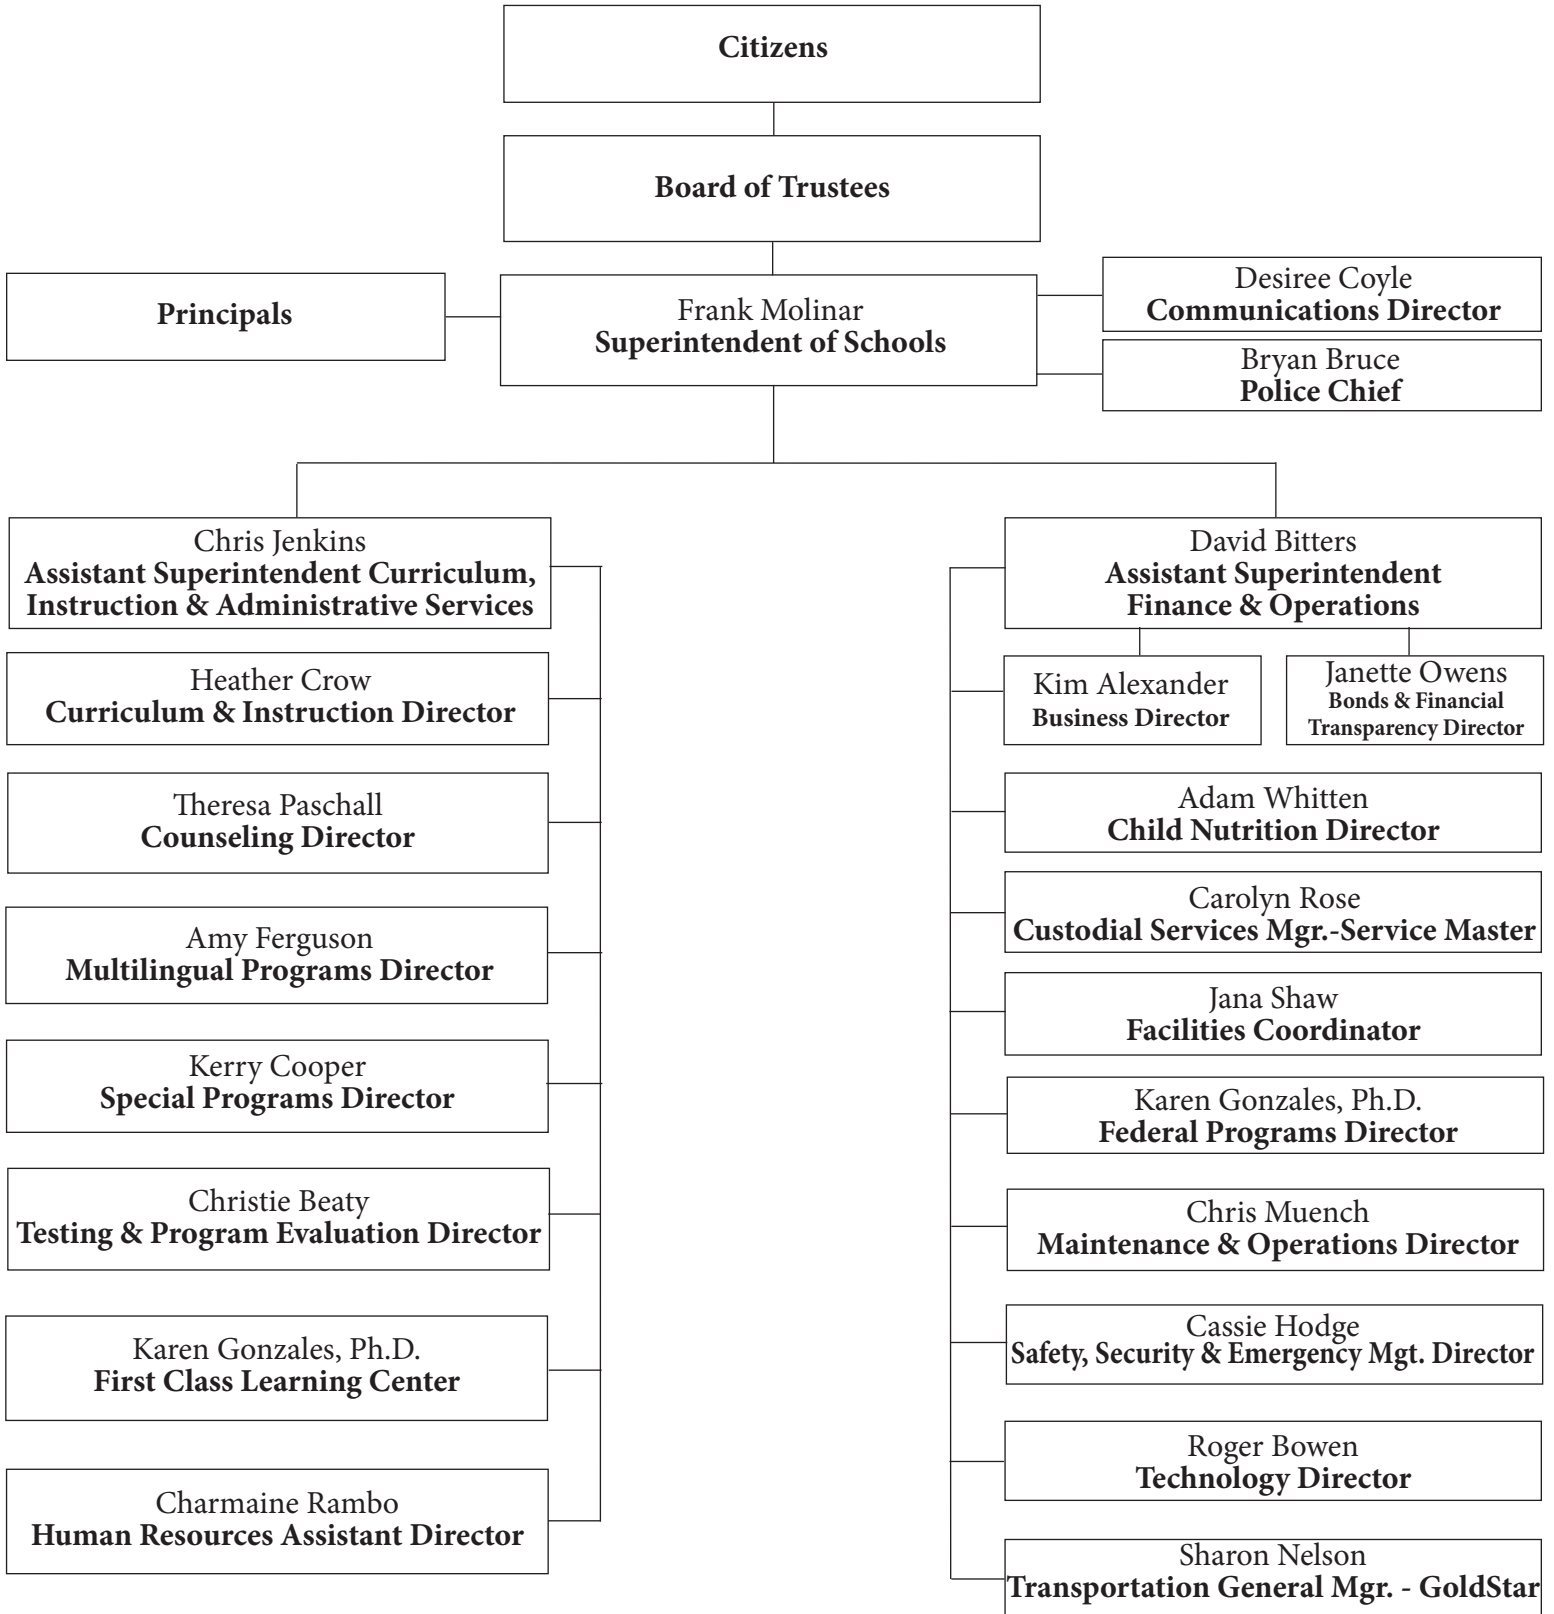 Citizens
Board of Trustees
Principals
Frank Molinar
Superintendent of Schools
Desiree Coyle
Communications Director
Bryan Bruce
Police Chief
Chris Jenkins
Assistant Superintendent Curriculum,
Instruction & Administrative Services
Heather Crow
Curriculum & Instruction Director
Theresa Paschall
Counseling Director
Amy Ferguson
Multilingual Programs Director
Kerry Cooper
Special Programs Director
Christie Beaty
Testing & Program Evaluation Director
Karen Gonzales, Ph.D.
First Class Learning Center
Charmaine Rambo
Human Resources Assistant Director
David Bitters
Assistant Superintendent
Finance & Operations
Kim Alexander
Business Director
Janette Owens
Bonds & Financial
Transparency Director
Adam Whitten
Child Nutrition Director
Carolyn Rose
Custodial Services Mgr.-Service Master
Jana Shaw
Facilities Coordinator
Karen Gonzales, Ph.D.
Federal Programs Director
Chris Muench
Maintenance & Operations Director
Cassie Hodge
Safety, Security & Emergency Mgt. Director
Roger Bowen
Technology Director
Sharon Nelson
Transportation General Mgr. - GoldStar